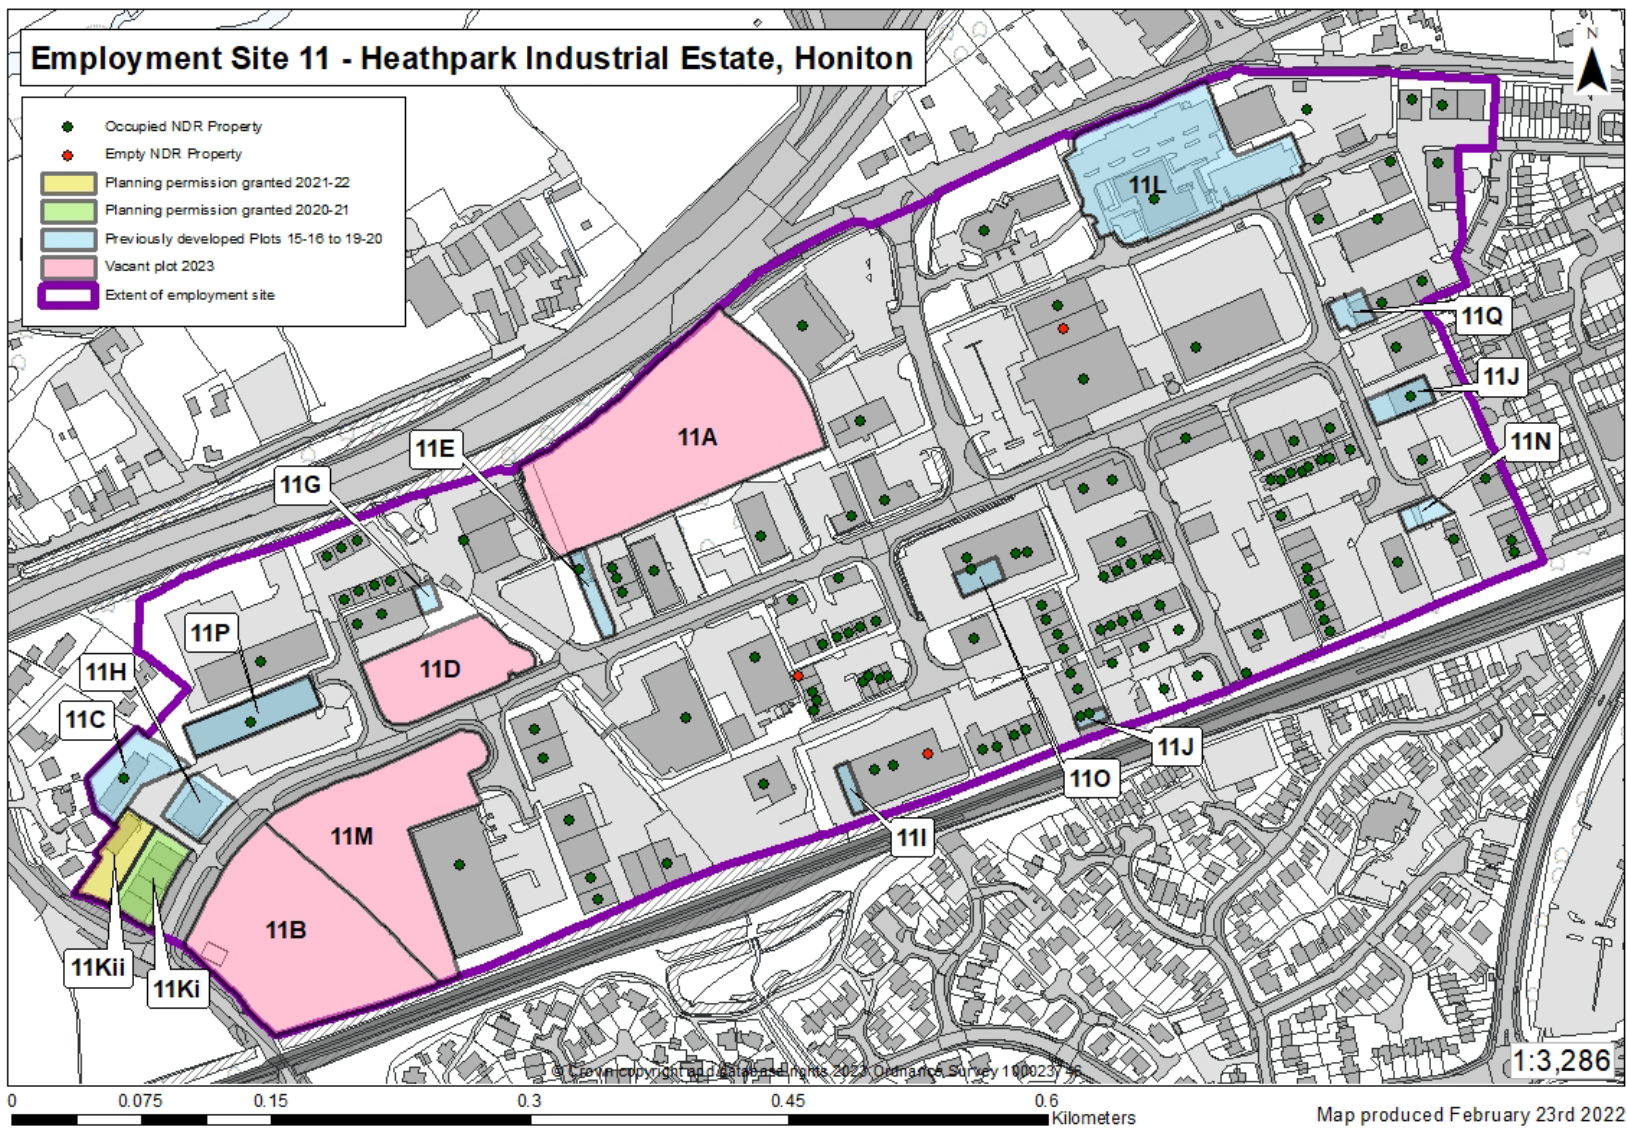 Employment Site 11 - Heathpark Industrial Estate, Honiton
N
Occupied NDR Property
Empty NDR Property
Planning permission granted 2021-22
Planning permission granted 2020-21
Previously developed Plots 15-16 to 19-20
Vacant plot 2023
Extent of employment site
11L
11Q
11J
11N
11A
11E
11G
11P
11D
11H
11C
11M
11B
11Kii
11Ki
11I
11O
11J
© Crown copyright and database rights 2023 Ordnance Survey 100023746
1:3,286
0 0.075 0.15 0.3 0.45 0.6
Kilometers
Map produced February 23rd 2022